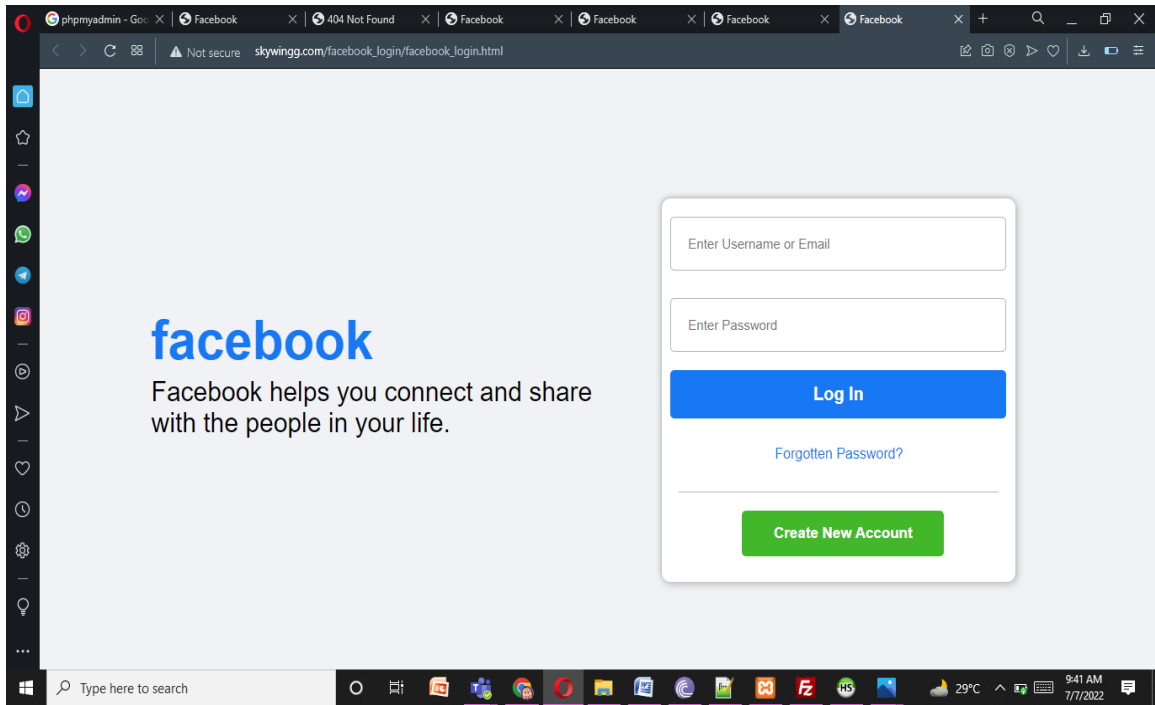 phpmyadmin - Goo
Facebook
404 Not Found
Facebook
Facebook
Facebook
Facebook
Not secure skywingg.com/facebook_login/facebook_login.html
Enter Username or Email
Enter Password
facebook
Facebook helps you connect and share
with the people in your life.
Log In
Forgotten Password?
Create New Account
Type here to search
HS
29°C
9:41 AM
7/7/2022